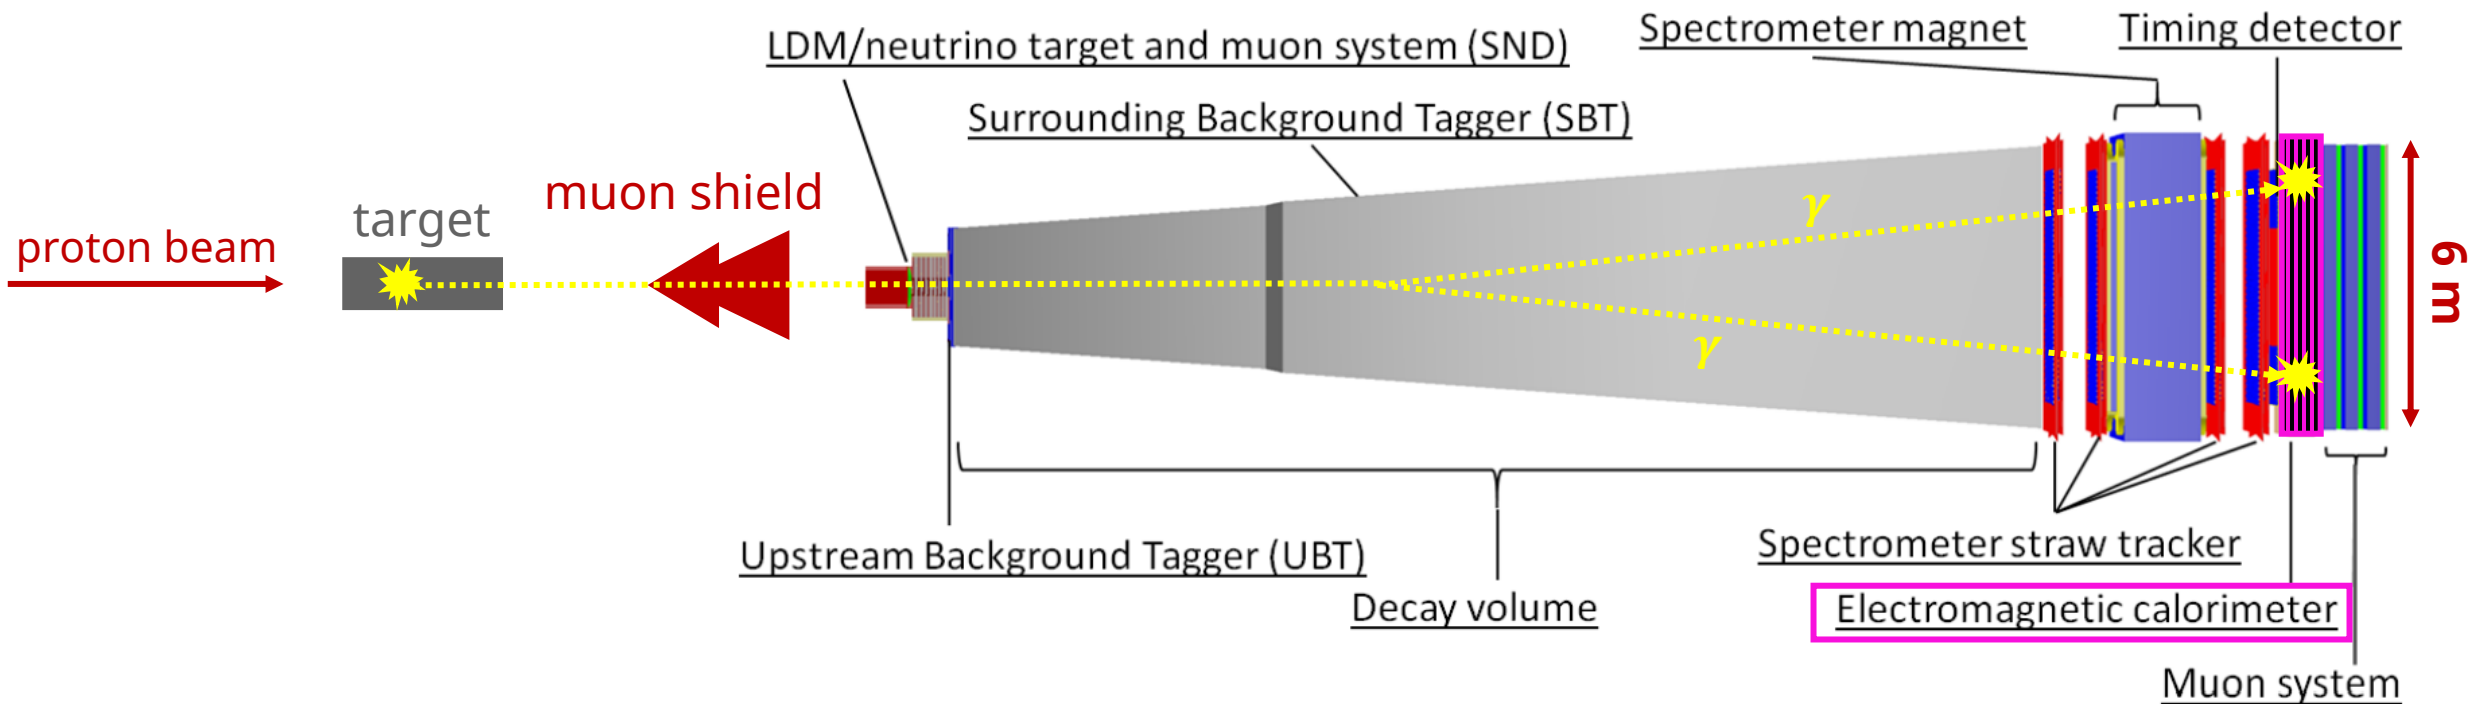 LDM/neutrino target and muon system (SND)
Spectrometer magnet
Timing detector
Surrounding Background Tagger (SBT)
muon shield
target
proton beam
γ
γ
6 m
Upstream Background Tagger (UBT)
Decay volume
Spectrometer straw tracker
Electromagnetic calorimeter
Muon system